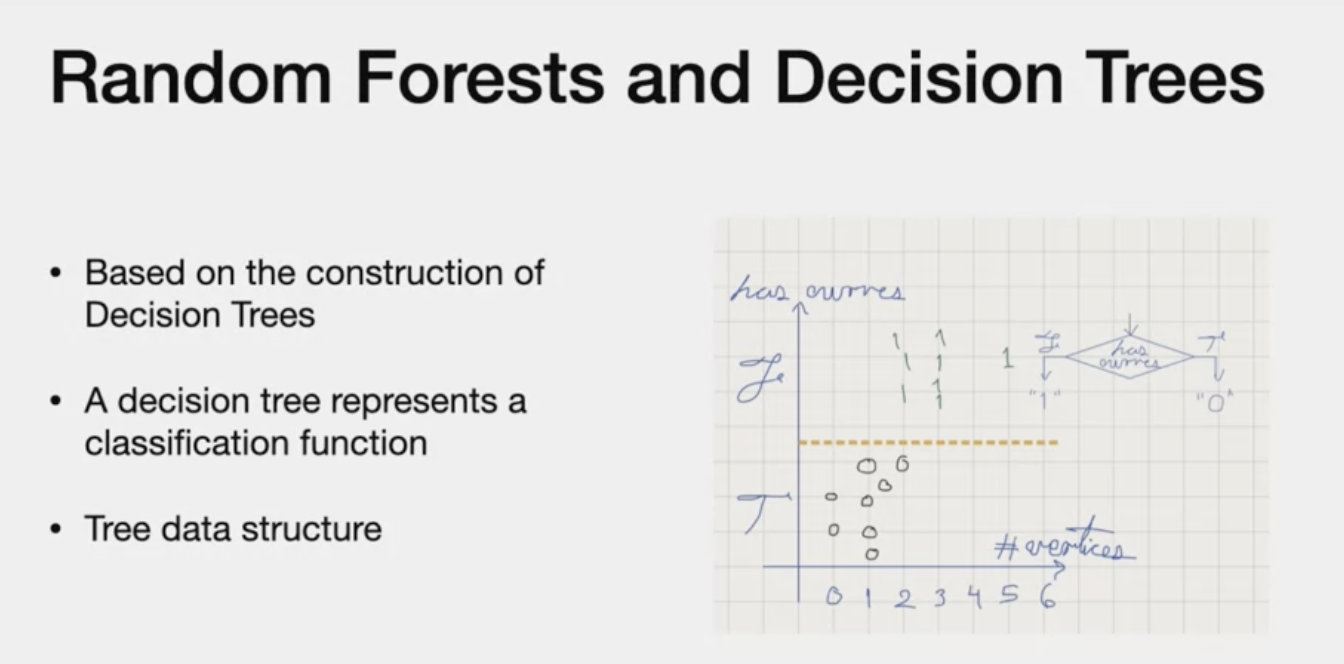 Random Forests and Decision Trees
• Based on the construction of
Decision Trees
• A decision tree represents a
classification function
• Tree data structure
has curves
F
T
1 1
1 1 1
1 1
0 0
0
0 0
0 0
0
# vertices
0 1 2 3 4 5 6
F has curves T
"1" "0"